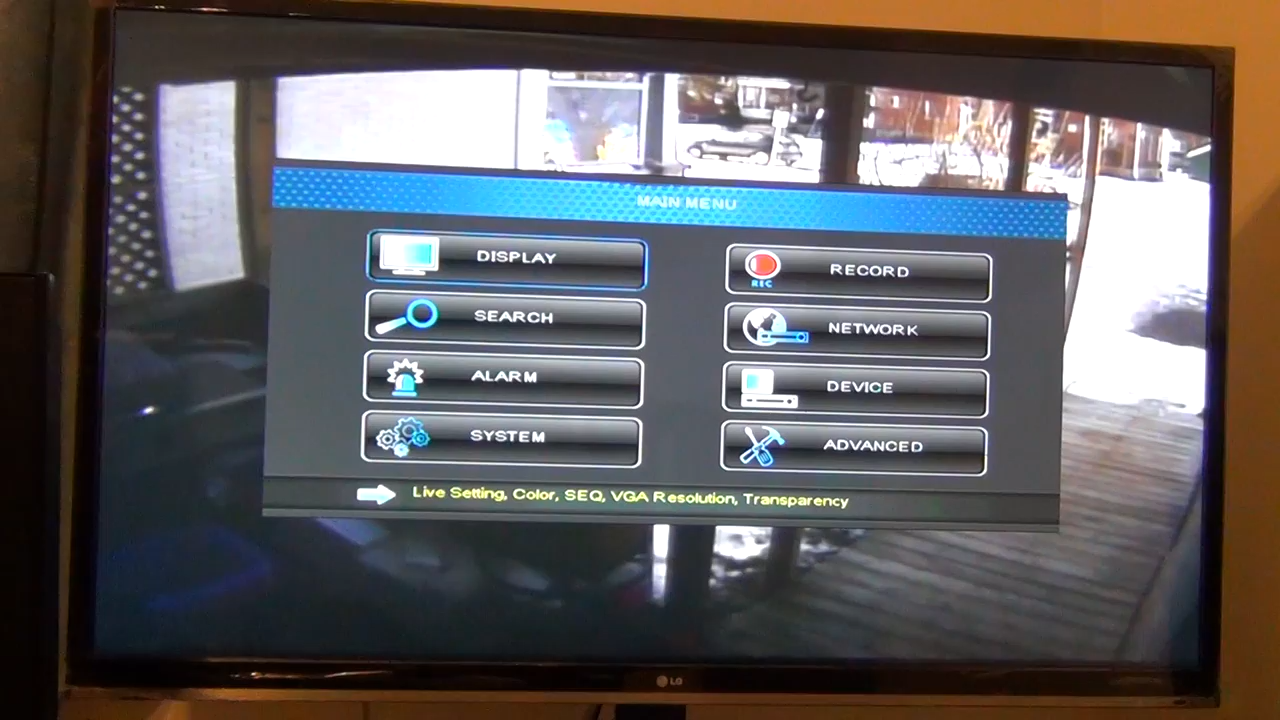 MAIN MENU
DISPLAY
RECORD
REC
SEARCH
NETWORK
ALARM
DEVICE
SYSTEM
ADVANCED
Live Setting, Color, SEQ, VGA Resolution, Transparency
LG